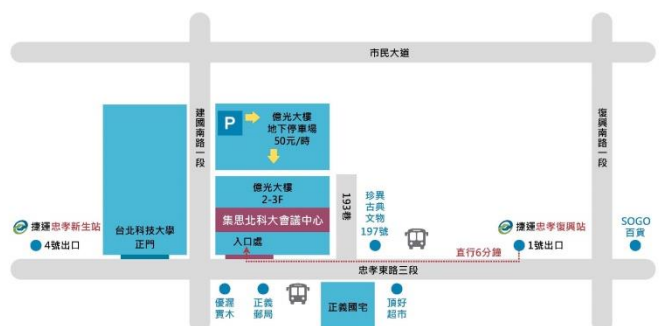 市民大道
建國南路一段
復興南路一段
P
億光大樓
地下停車場
50元/時
億光大樓
2-3F
集思北科大會議中心
入口處
193巷
珍異
古典
文物
197號
台北科技大學
正門
捷運忠孝新生站
4號出口
捷運忠孝復興站
1號出口
SOGO
百貨
直行6分鐘
忠孝東路三段
優渥
實木
正義
郵局
正義國宅
頂好
超市